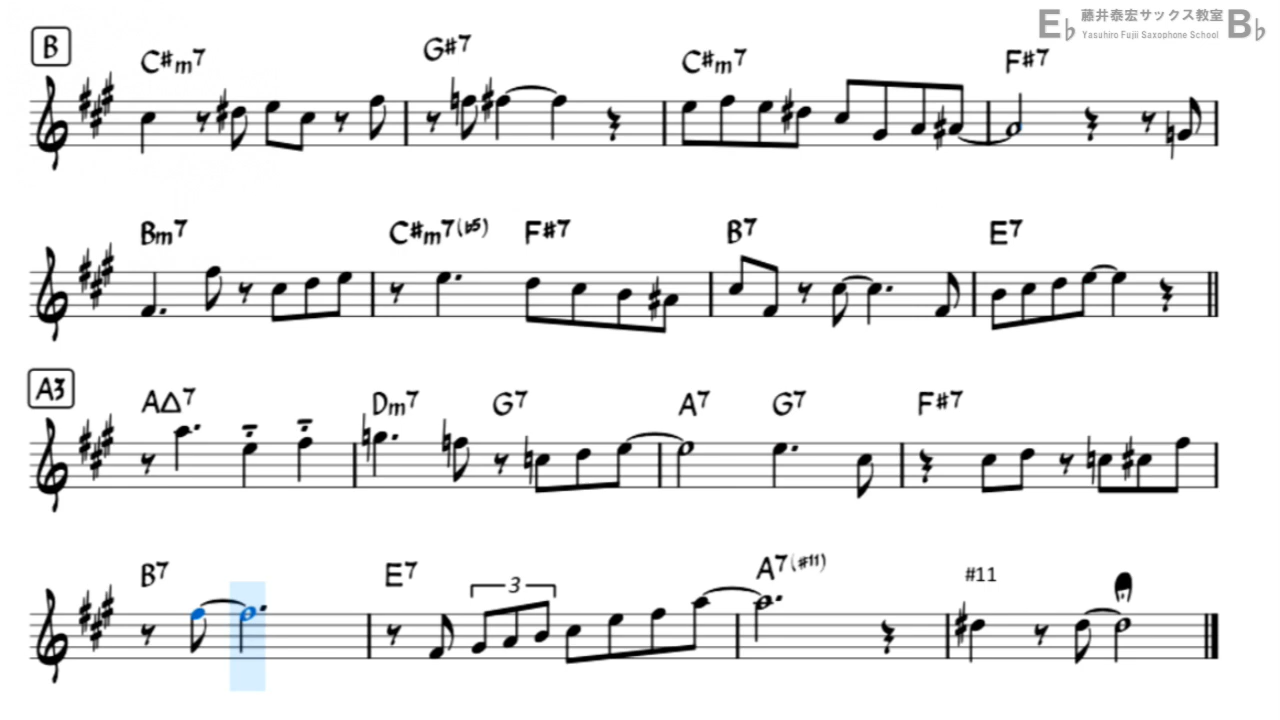 E♭ 藤井泰宏サックス教室 B♭
Yasuhiro Fujii Saxophone School
B
C#m7 G#7 C#m7 F#7
Bm7 C#m7(♭5) F#7 B7 E7
A3
A△7 Dm7 G7 A7 G7 F#7
B7 E7 A7(#11) #11
3